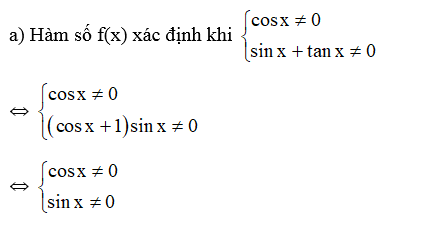 a) Hàm số f(x) xác định khi {cosx ≠ 0
sin x + tan x ≠ 0
⇔ {cosx ≠ 0
(cosx + 1)sin x ≠ 0
⇔ {cosx ≠ 0
sin x ≠ 0